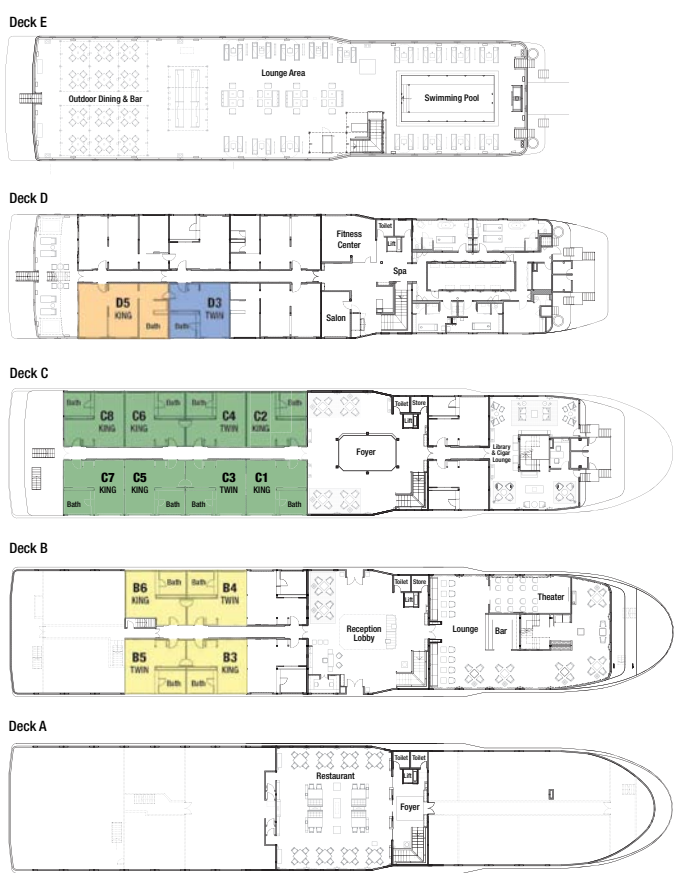 Deck E
Lounge Area
Outdoor Dining & Bar
Swimming Pool
Deck D
Fitness
Center
Toilet
Lift
Spa
D5
KING
Bath
D3
TWIN
Bath
Salon
Deck C
Bath
C8
KING
C6
KING
Bath
Bath
C4
TWIN
C2
KING
Bath
Toilet
Store
Lift
Foyer
Library
& Cigar
Lounge
C7
KING
C5
KING
C3
TWIN
C1
KING
Bath
Bath
Bath
Bath
Deck B
B6
KING
Bath
Bath
B4
TWIN
Toilet
Store
Lift
Theater
Reception
Lobby
Lounge
Bar
B5
TWIN
Bath
Bath
B3
KING
Deck A
Restaurant
Toilet
Toilet
Lift
Foyer